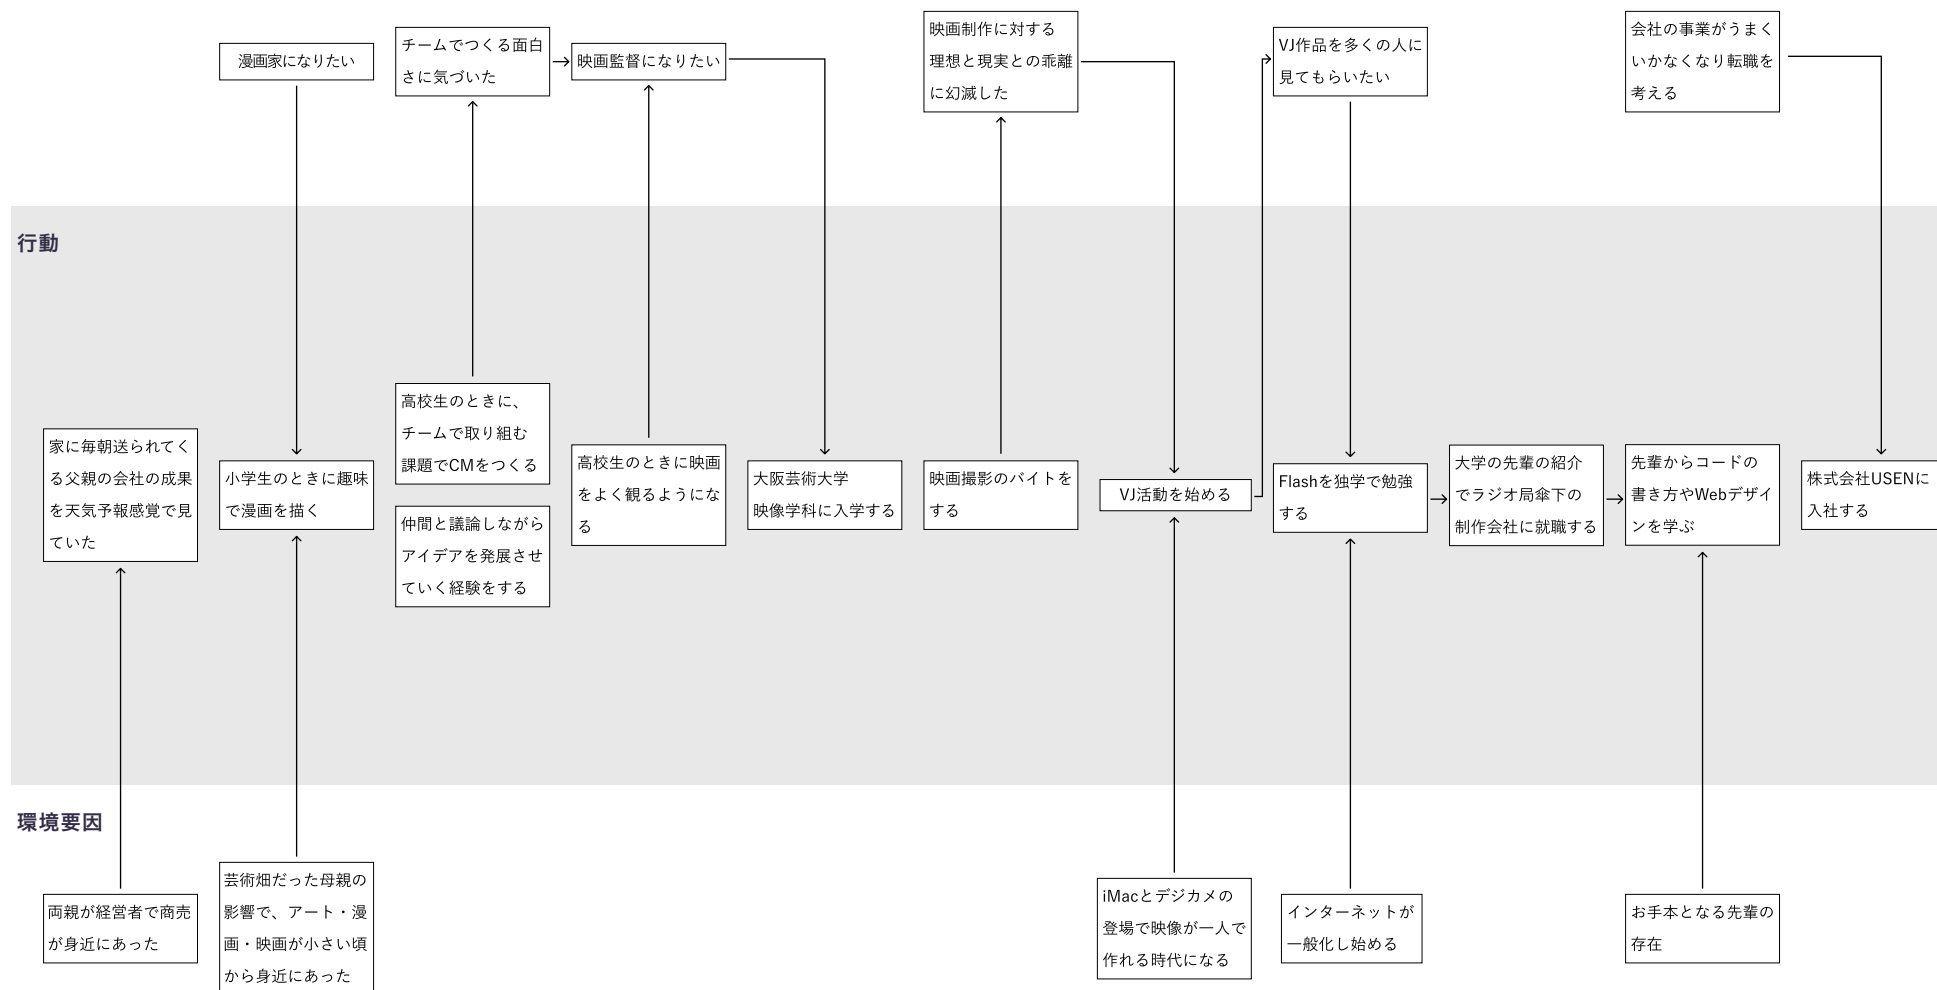 漫画家になりたい
チームでつくる面白
さに気づいた
映画監督になりたい
映画制作に対する
理想と現実との乖離
に幻滅した
VJ作品を多くの人に
見てもらいたい
会社の事業がうまく
いかなくなり転職を
考える
行動
家に毎朝送られてく
る父親の会社の成果
を天気予報感覚で見
ていた
小学生のときに趣味
で漫画を描く
高校生のときに、
チームで取り組む
課題でCMをつくる
仲間と議論しながら
アイデアを発展させ
ていく経験をする
高校生のときに映画
をよく観るようにな
る
大阪芸術大学
映像学科に入学する
映画撮影のバイトを
する
VJ活動を始める
Flashを独学で勉強
する
大学の先輩の紹介
でラジオ局傘下の
制作会社に就職する
先輩からコードの
書き方やWebデザイ
ンを学ぶ
株式会社USENに
入社する
環境要因
両親が経営者で商売
が身近にあった
芸術畑だった母親の
影響で、アート・漫
画・映画が小さい頃
から身近にあった
iMacとデジカメの
登場で映像が一人で
作れる時代になる
インターネットが
一般化し始める
お手本となる先輩の
存在